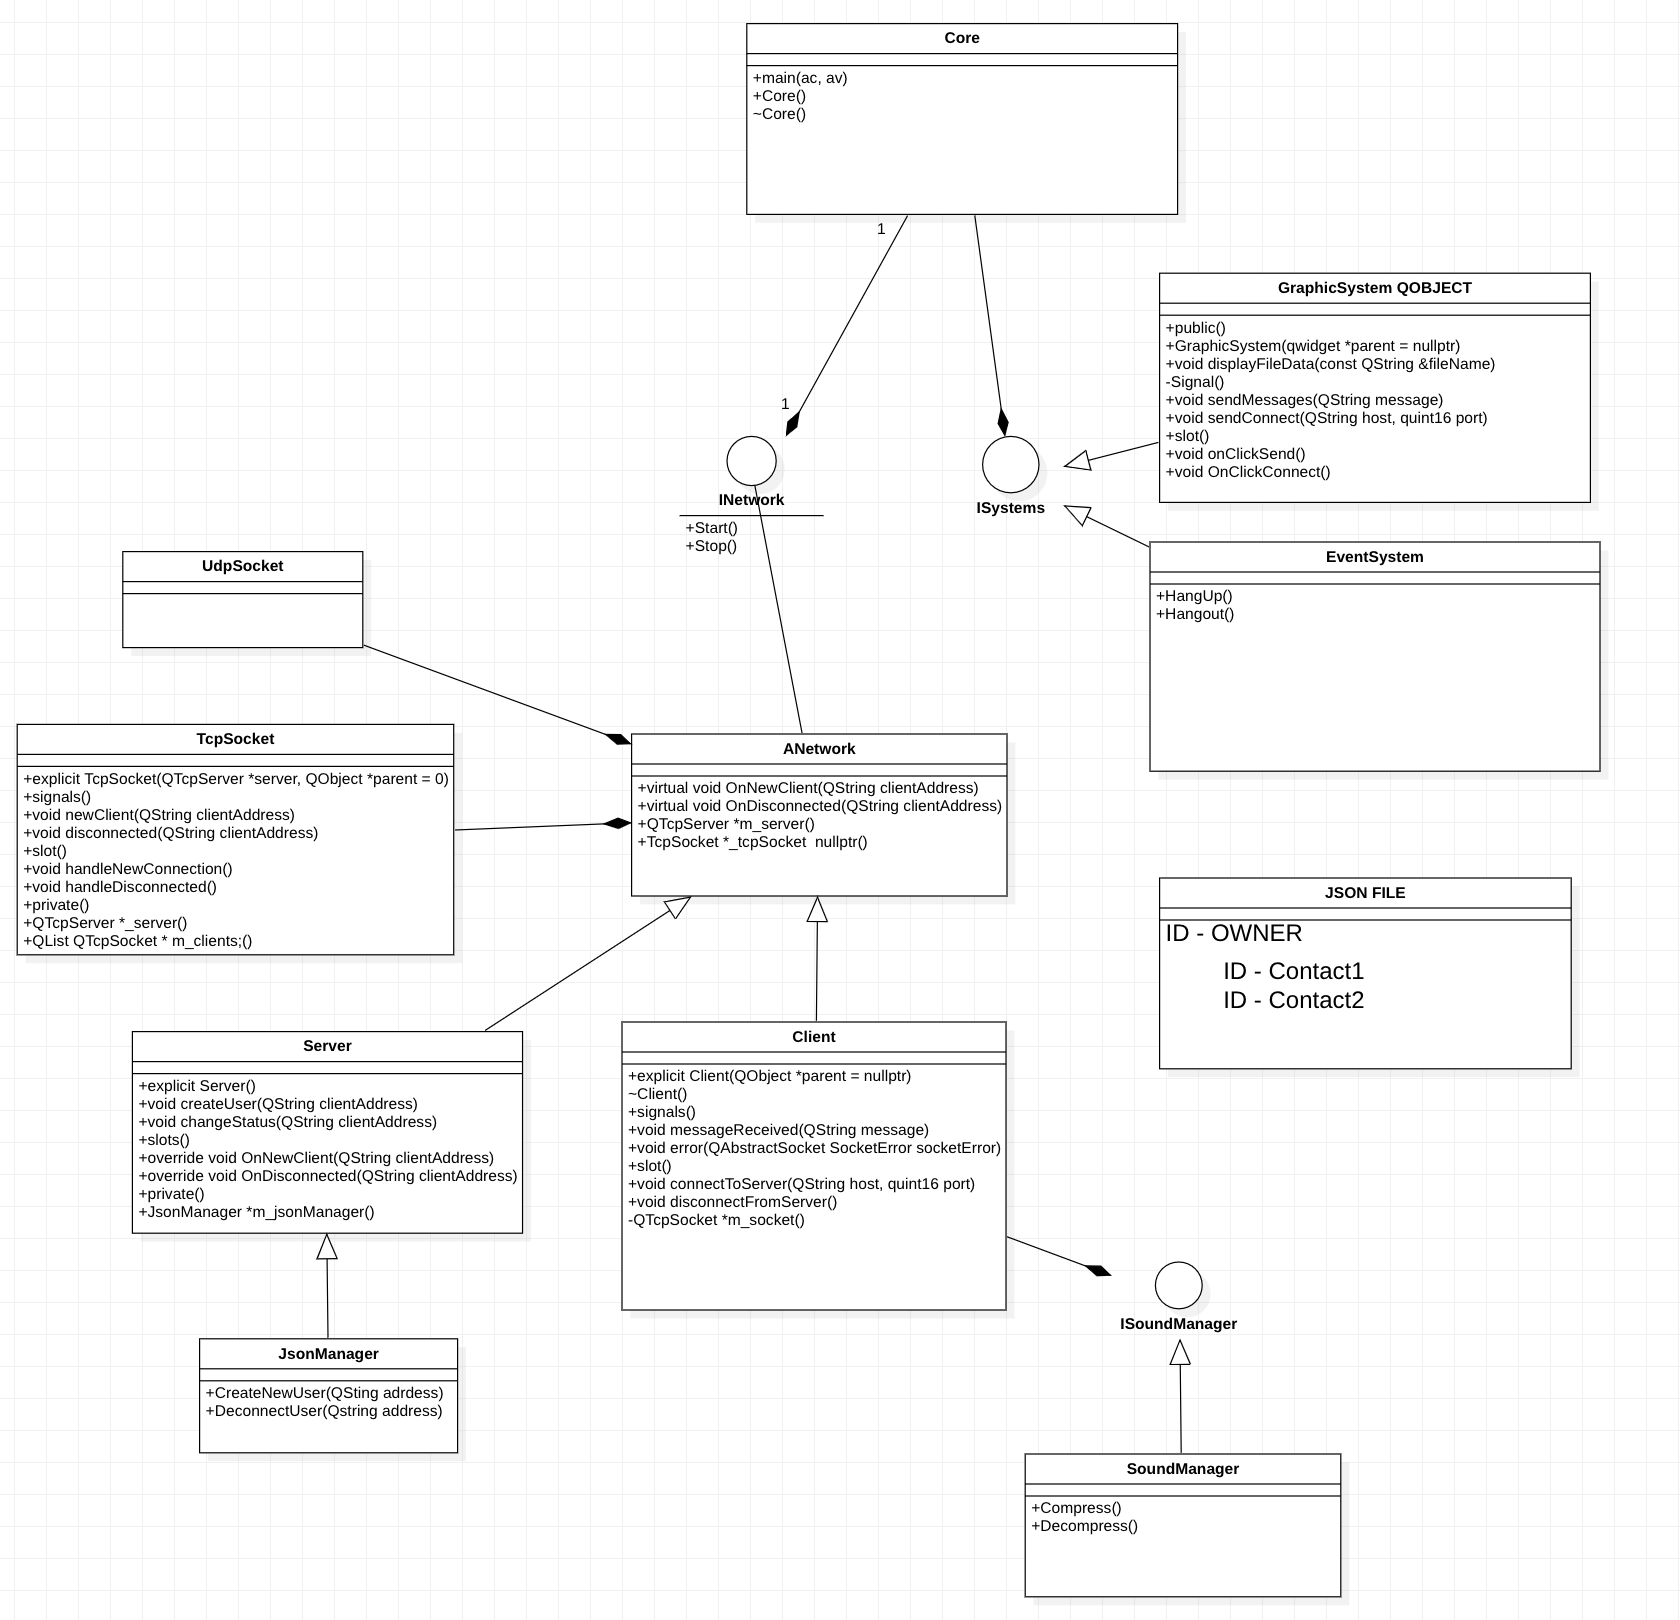 Core
+main(ac, av)
+Core()
~Core()
1
1
GraphicSystem QOBJECT
+public()
+GraphicSystem(qwidget *parent = nullptr)
+void displayFileData(const QString &fileName)
-Signal()
+void sendMessages(QString message)
+void sendConnect(QString host, quint16 port)
+slot()
+void onClickSend()
+void OnClickConnect()
INetwork
+Start()
+Stop()
ISystems
EventSystem
+HangUp()
+Hangout()
UdpSocket
TcpSocket
+explicit TcpSocket(QTcpServer *server, QObject *parent = 0)
+signals()
+void newClient(QString clientAddress)
+void disconnected(QString clientAddress)
+slot()
+void handleNewConnection()
+void handleDisconnected()
+private()
+QTcpServer *_server()
+QList QTcpSocket * m_clients;()
ANetwork
+virtual void OnNewClient(QString clientAddress)
+virtual void OnDisconnected(QString clientAddress)
+QTcpServer *m_server()
+TcpSocket *_tcpSocket  nullptr()
JSON FILE
ID - OWNER
ID - Contact1
ID - Contact2
Server
+explicit Server()
+void createUser(QString clientAddress)
+void changeStatus(QString clientAddress)
+slots()
+override void OnNewClient(QString clientAddress)
+override void OnDisconnected(QString clientAddress)
+private()
+JsonManager *m_jsonManager()
Client
+explicit Client(QObject *parent = nullptr)
~Client()
+signals()
+void messageReceived(QString message)
+void error(QAbstractSocket SocketError socketError)
+slot()
+void connectToServer(QString host, quint16 port)
+void disconnectFromServer()
-QTcpSocket *m_socket()
ISoundManager
JsonManager
+CreateNewUser(QSting adrdess)
+DeconnectUser(Qstring address)
SoundManager
+Compress()
+Decompress()